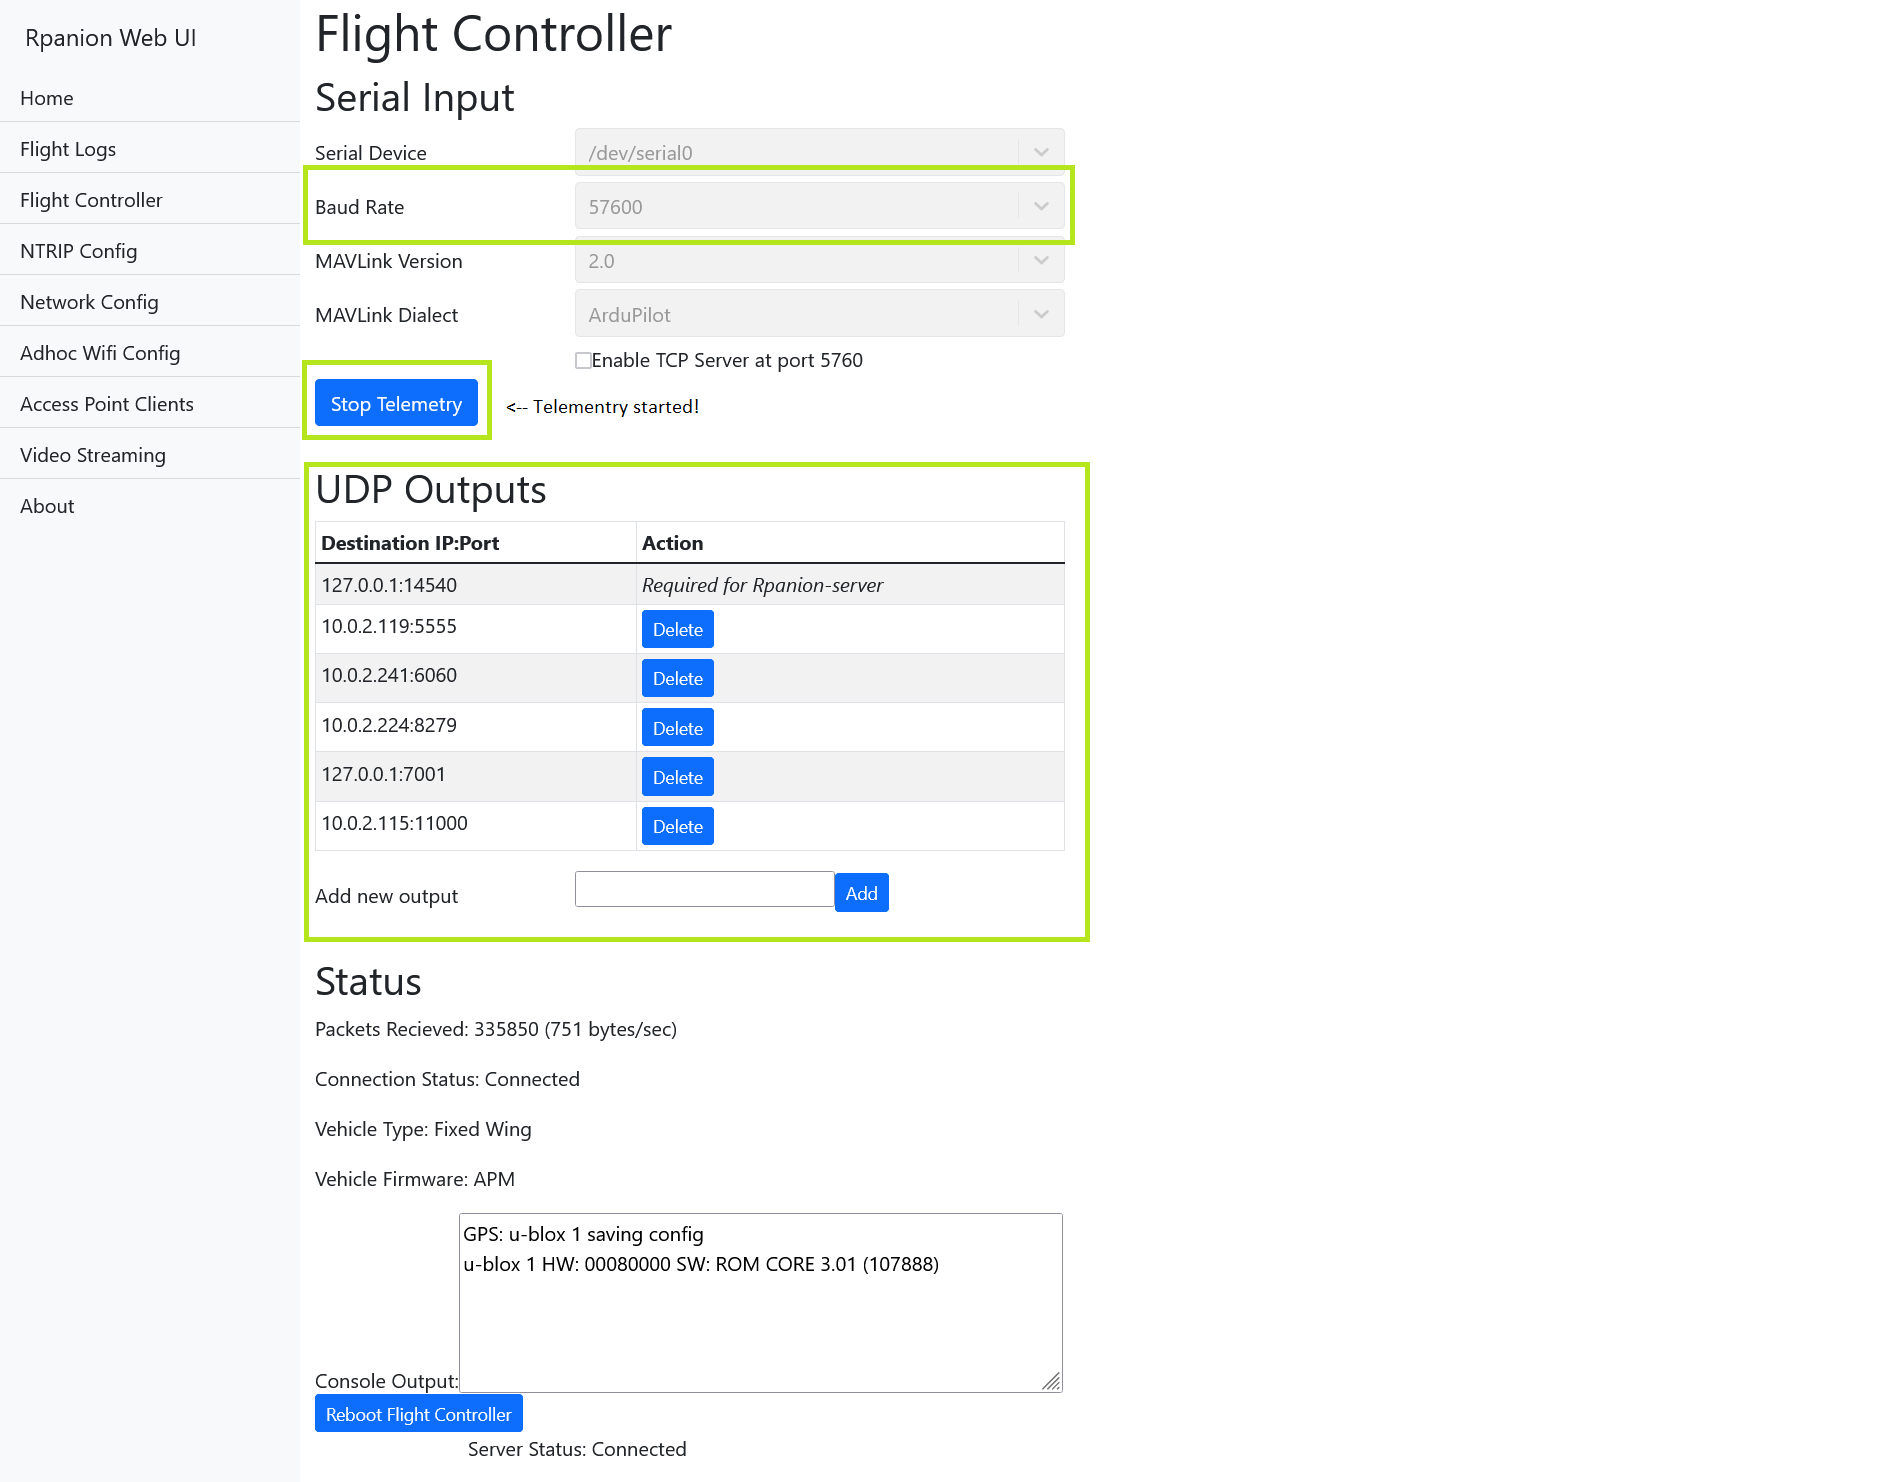 Rpanion Web UI
Home
Flight Logs
Flight Controller
NTRIP Config
Network Config
Adhoc Wifi Config
Access Point Clients
Video Streaming
About
Flight Controller
Serial Input
Serial Device /dev/serial0
Baud Rate 57600
MAVLink Version 2.0
MAVLink Dialect ArduPilot
Enable TCP Server at port 5760
Stop Telemetry <-- Telementry started!
UDP Outputs
Destination IP:Port Action
127.0.0.1:14540 Required for Rpanion-server
10.0.2.119:5555 Delete
10.0.2.241:6060 Delete
10.0.2.224:8279 Delete
127.0.0.1:7001 Delete
10.0.2.115:11000 Delete
Add new output Add
Status
Packets Recieved: 335850 (751 bytes/sec)
Connection Status: Connected
Vehicle Type: Fixed Wing
Vehicle Firmware: APM
GPS: u-blox 1 saving config
u-blox 1 HW: 00080000 SW: ROM CORE 3.01 (107888)
Console Output:
Reboot Flight Controller
Server Status: Connected